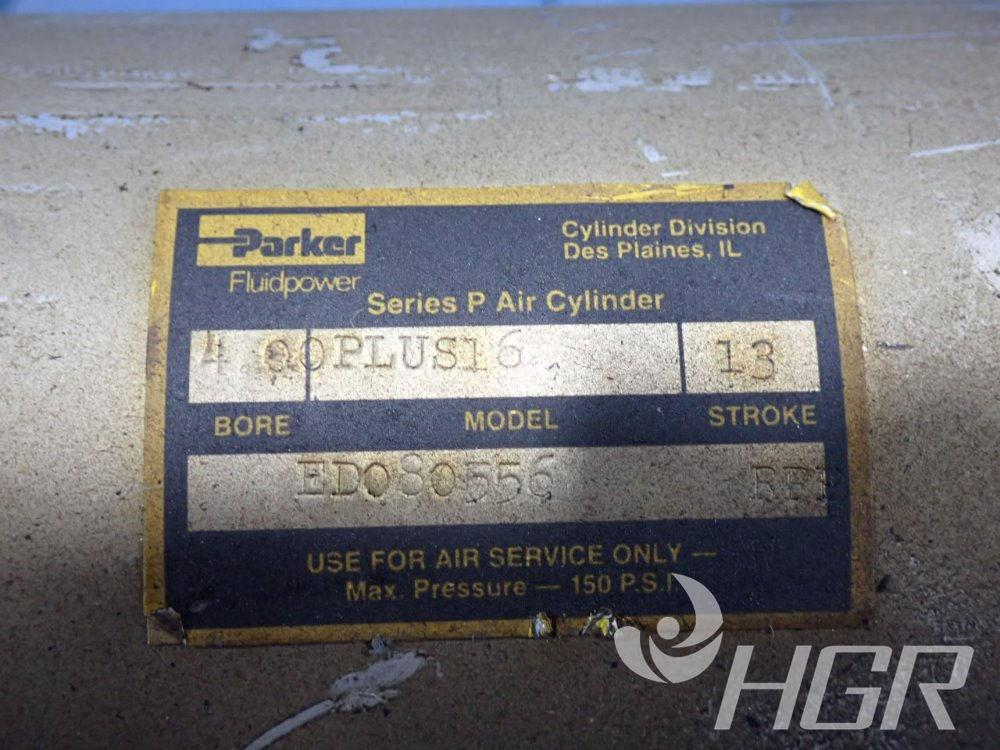 Parker
Fluidpower
Cylinder Division
Des Plaines, IL
Series P Air Cylinder
4.00PLUS16 13
BORE MODEL STROKE
ED080556
USE FOR AIR SERVICE ONLY —
Max. Pressure — 150 P.S.I.
HGR